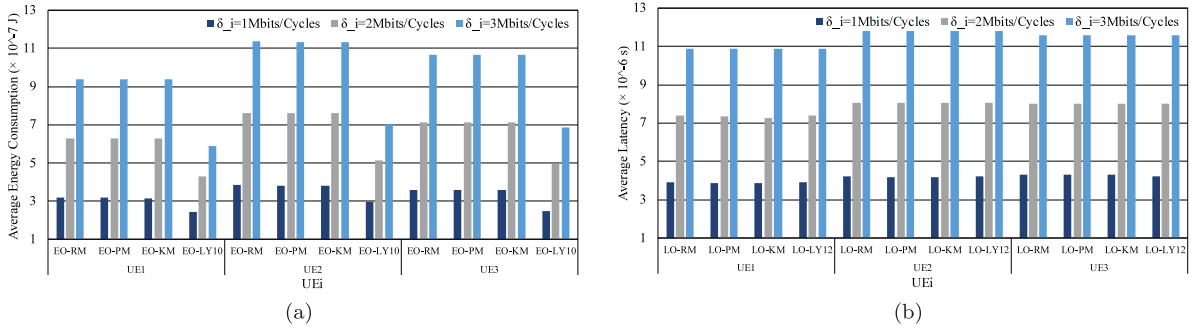 13
11
9
7
5
3
1
Average Energy Consumption (× 10^-7 J)
δ_i=1Mbits/Cycles δ_i=2Mbits/Cycles δ_i=3Mbits/Cycles
EO-RM EO-PM EO-KM EO-LY10 EO-RM EO-PM EO-KM EO-LY10 EO-RM EO-PM EO-KM EO-LY10
UE1 UE2 UE3
UEi
(a)
13
11
9
7
5
3
1
Average Latency (× 10^-6 s)
δ_i=1Mbits/Cycles δ_i=2Mbits/Cycles δ_i=3Mbits/Cycles
LO-RM LO-PM LO-KM LO-LY12 LO-RM LO-PM LO-KM LO-LY12 LO-RM LO-PM LO-KM LO-LY12
UE1 UE2 UE3
UEi
(b)